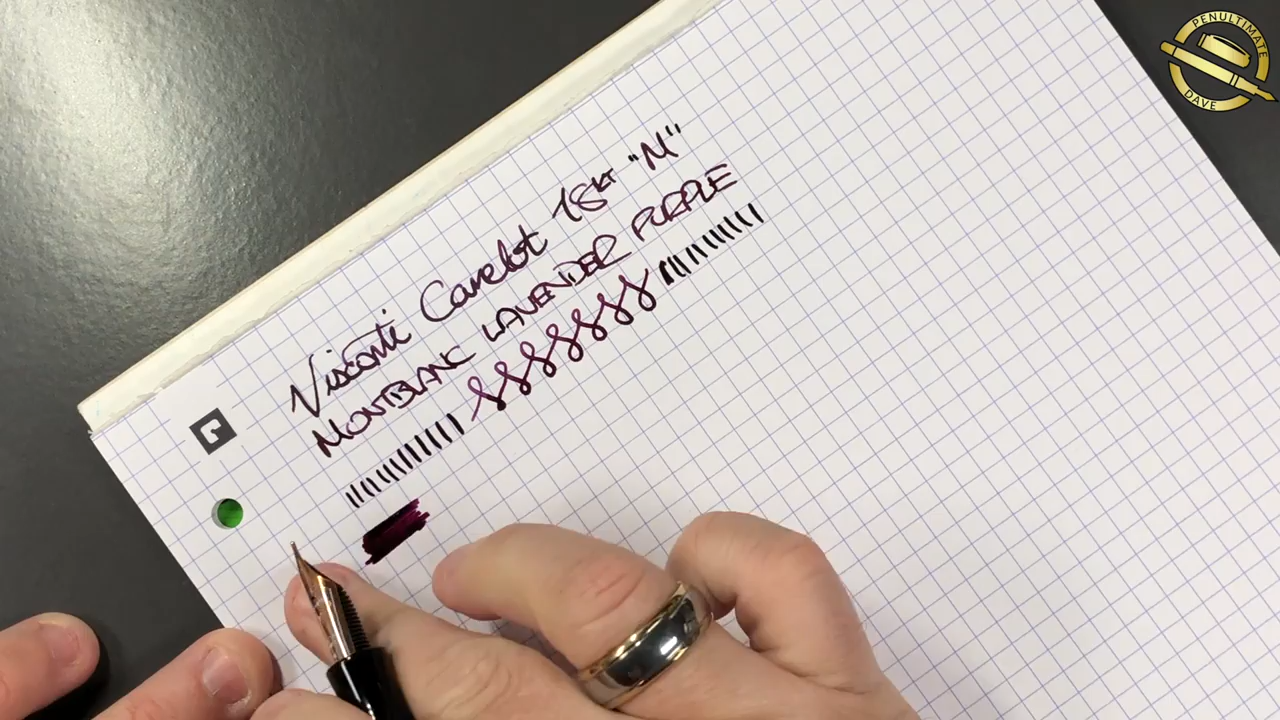 Visconti Camelot 18kt "M"
MONTBLANC LAVENDER PURPLE
PENULTIMATE
DAVE